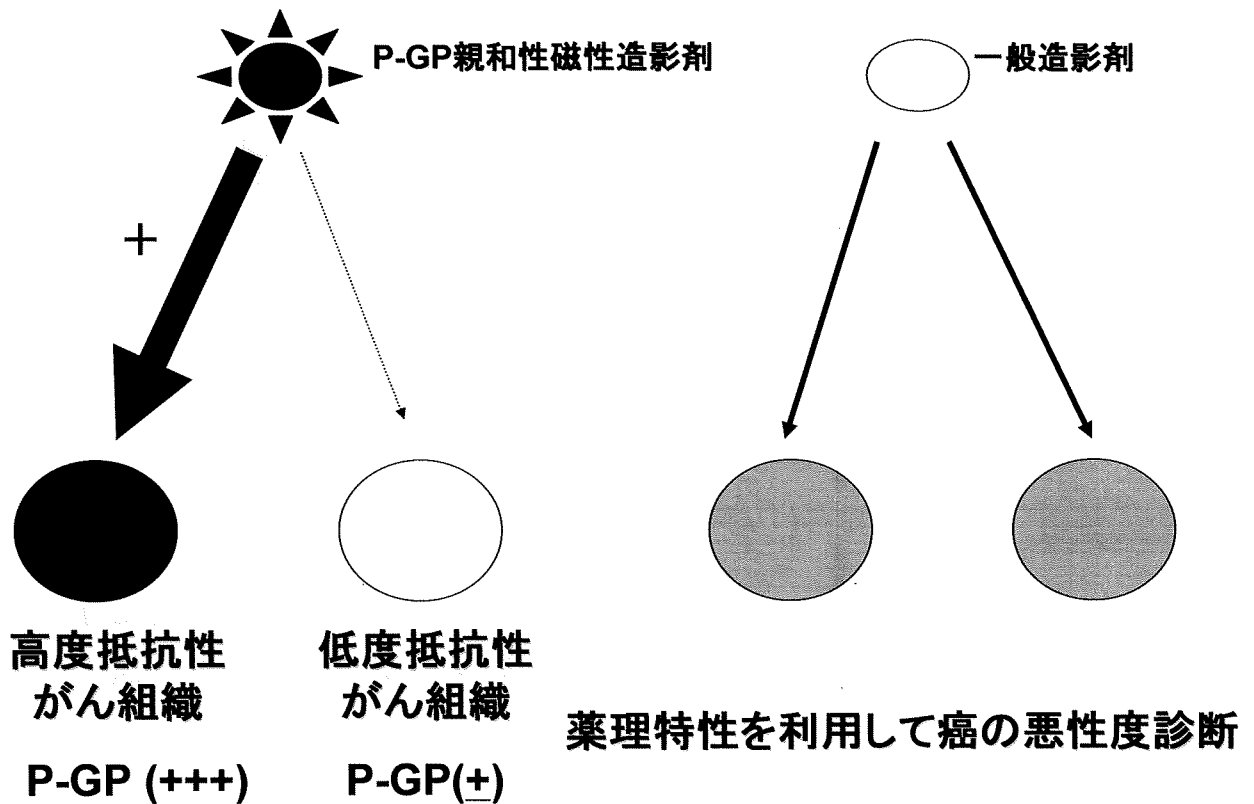 P-GP親和性磁性造影剤
一般造影剤
+
高度抵抗性
がん組織
P-GP (+++)
低度抵抗性
がん組織
P-GP(±)
薬理特性を利用して癌の悪性度診断